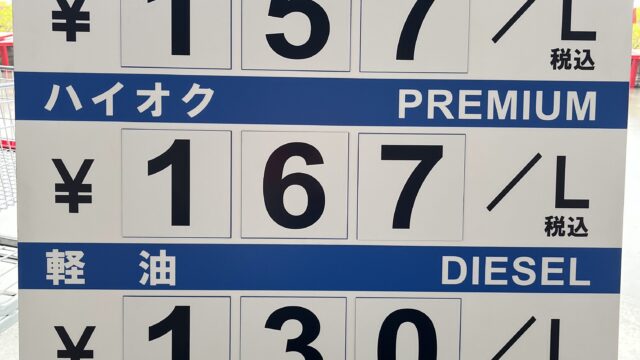 ¥157/L
税込
ハイオク PREMIUM
¥167/L
税込
軽油 DIESEL
¥130/L